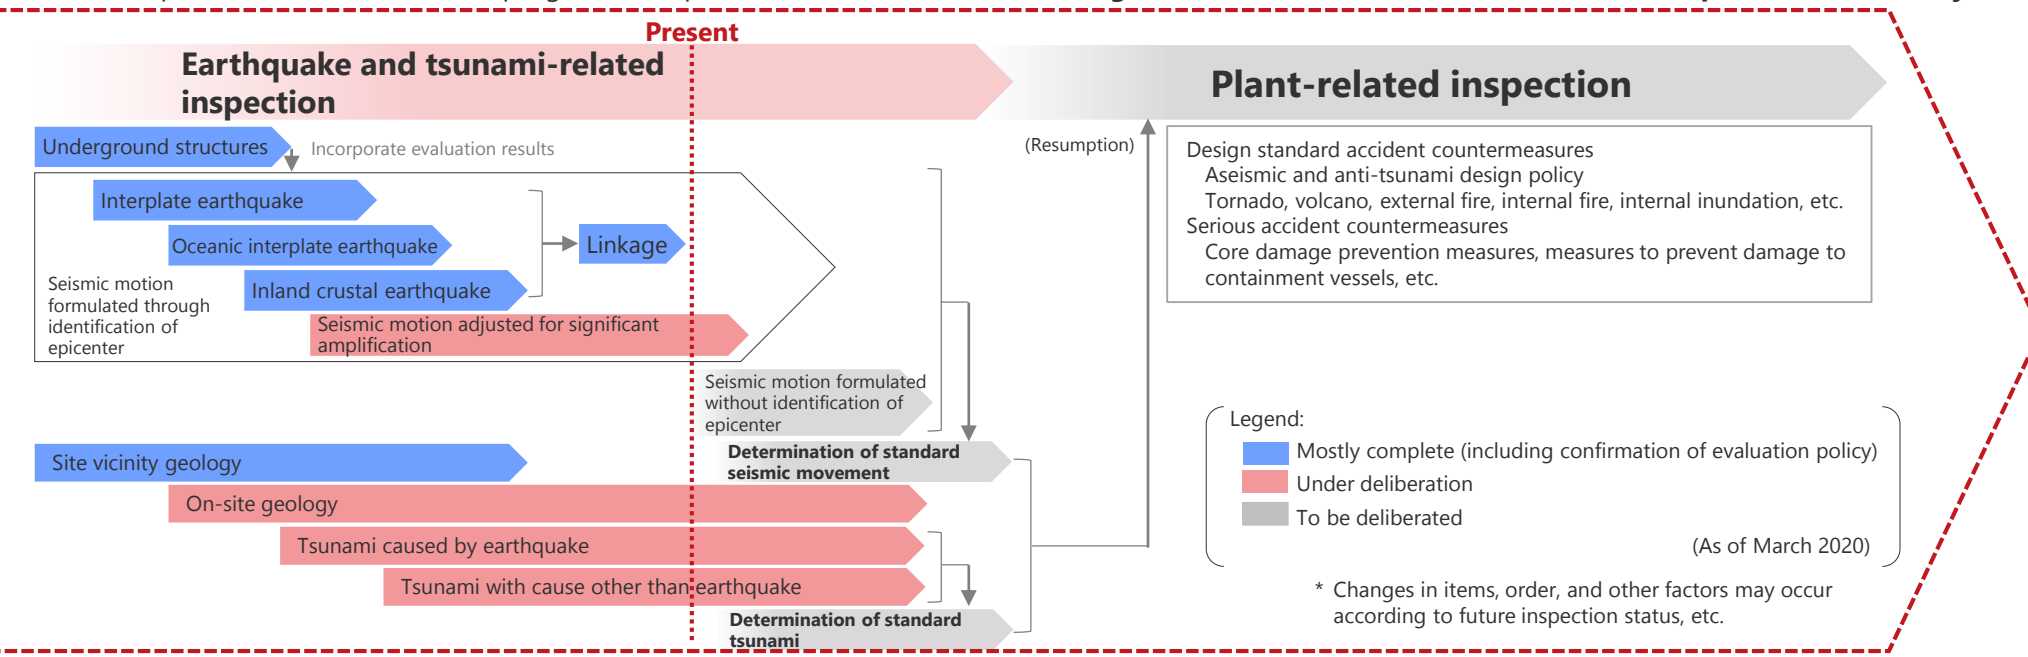 Present
Earthquake and tsunami-related
inspection
Plant-related inspection
Underground structures
Incorporate evaluation results
(Resumption)
Interplate earthquake
Oceanic interplate earthquake
Linkage
Inland crustal earthquake
Seismic motion
formulated through
identification of
epicenter
Seismic motion adjusted for significant
amplification
Seismic motion formulated
without identification of
epicenter
Site vicinity geology
Determination of standard
seismic movement
On-site geology
Tsunami caused by earthquake
Tsunami with cause other than earthquake
Determination of standard
tsunami
Design standard accident countermeasures
Aseismic and anti-tsunami design policy
Tornado, volcano, external fire, internal fire, internal inundation, etc.
Serious accident countermeasures
Core damage prevention measures, measures to prevent damage to
containment vessels, etc.
Legend:
Mostly complete (including confirmation of evaluation policy)
Under deliberation
To be deliberated
(As of March 2020)
* Changes in items, order, and other factors may occur
according to future inspection status, etc.